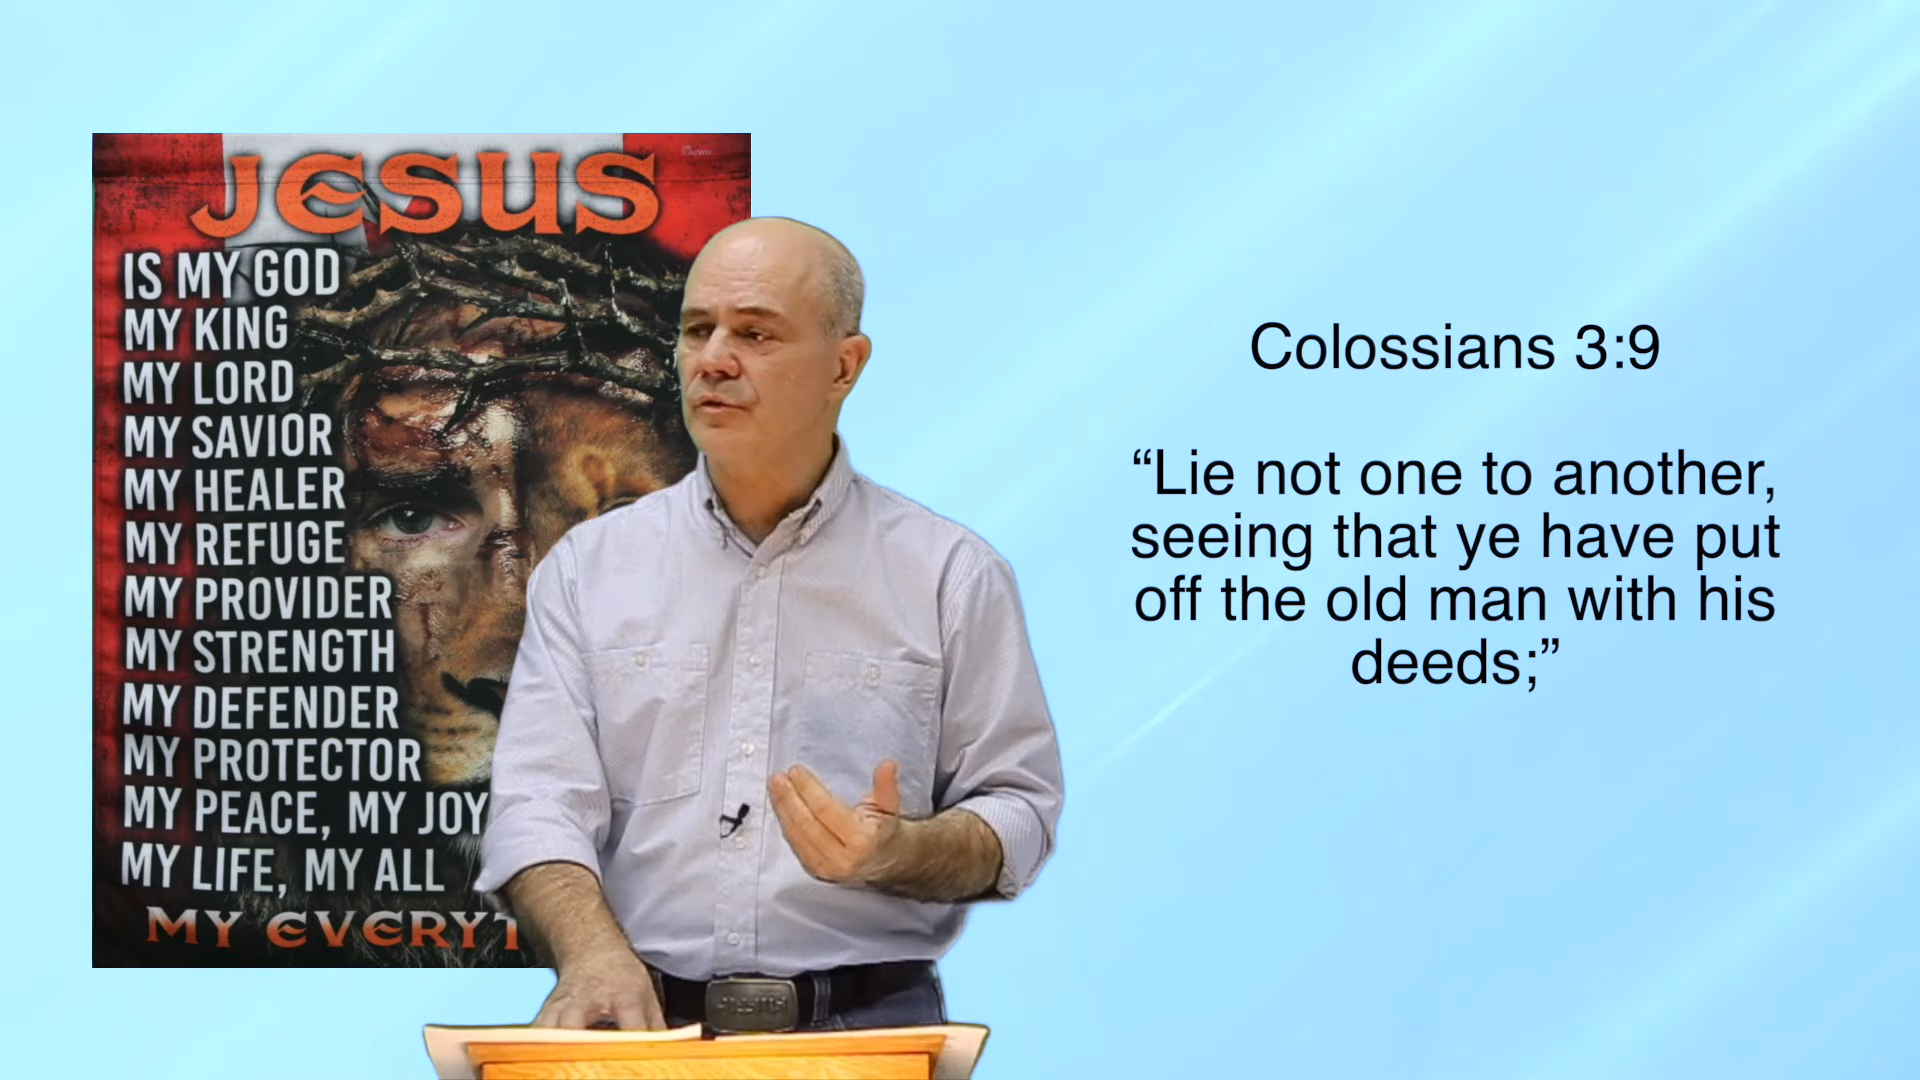 JESUS
IS MY GOD
MY KING
MY LORD
MY SAVIOR
MY HEALER
MY REFUGE
MY PROVIDER
MY STRENGTH
MY DEFENDER
MY PROTECTOR
MY PEACE, MY JOY
MY LIFE, MY ALL
MY EVERYT
Colossians 3:9
“Lie not one to another,
seeing that ye have put
off the old man with his
deeds;”